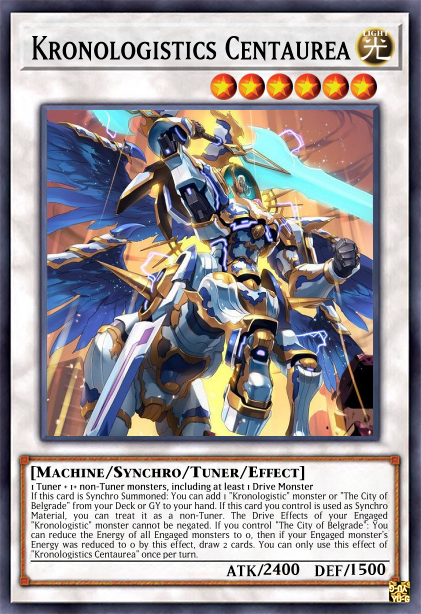 KRONOLOGISTICS CENTAUREA
LIGHT
光
[MACHINE/SYNCHRO/TUNER/EFFECT]
1 Tuner + 1+ non-Tuner monsters, including at least 1 Drive Monster
If this card is Synchro Summoned: You can add 1 "Kronologistic" monster or "The City of
Belgrade" from your Deck or GY to your hand. If this card you control is used as Synchro
Material, you can treat it as a non-Tuner. The Drive Effects of your Engaged
"Kronologistic" monster cannot be negated. If you control "The City of Belgrade": You
can reduce the Energy of all Engaged monsters to 0, then if your Engaged monster's
Energy was reduced to 0 by this effect, draw 2 cards. You can only use this effect of
"Kronologistics Centaurea" once per turn.
ATK/2400 DEF/1500